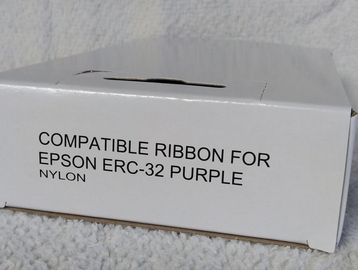 COMPATIBLE RIBBON FOR
EPSON ERC-32 PURPLE
NYLON